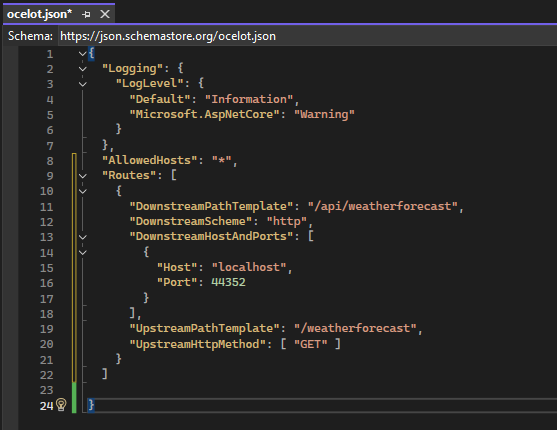 ocelot.json*
Schema: https://json.schemastore.org/ocelot.json
1 {
2 "Logging": {
3 "LogLevel": {
4 "Default": "Information",
5 "Microsoft.AspNetCore": "Warning"
6 }
7 },
8 "AllowedHosts": "*",
9 "Routes": [
10 {
11 "DownstreamPathTemplate": "/api/weatherforecast",
12 "DownstreamScheme": "http",
13 "DownstreamHostAndPorts": [
14 {
15 "Host": "localhost",
16 "Port": 44352
17 }
18 ],
19 "UpstreamPathTemplate": "/weatherforecast",
20 "UpstreamHttpMethod": [ "GET" ]
21 }
22 ]
23
24 }